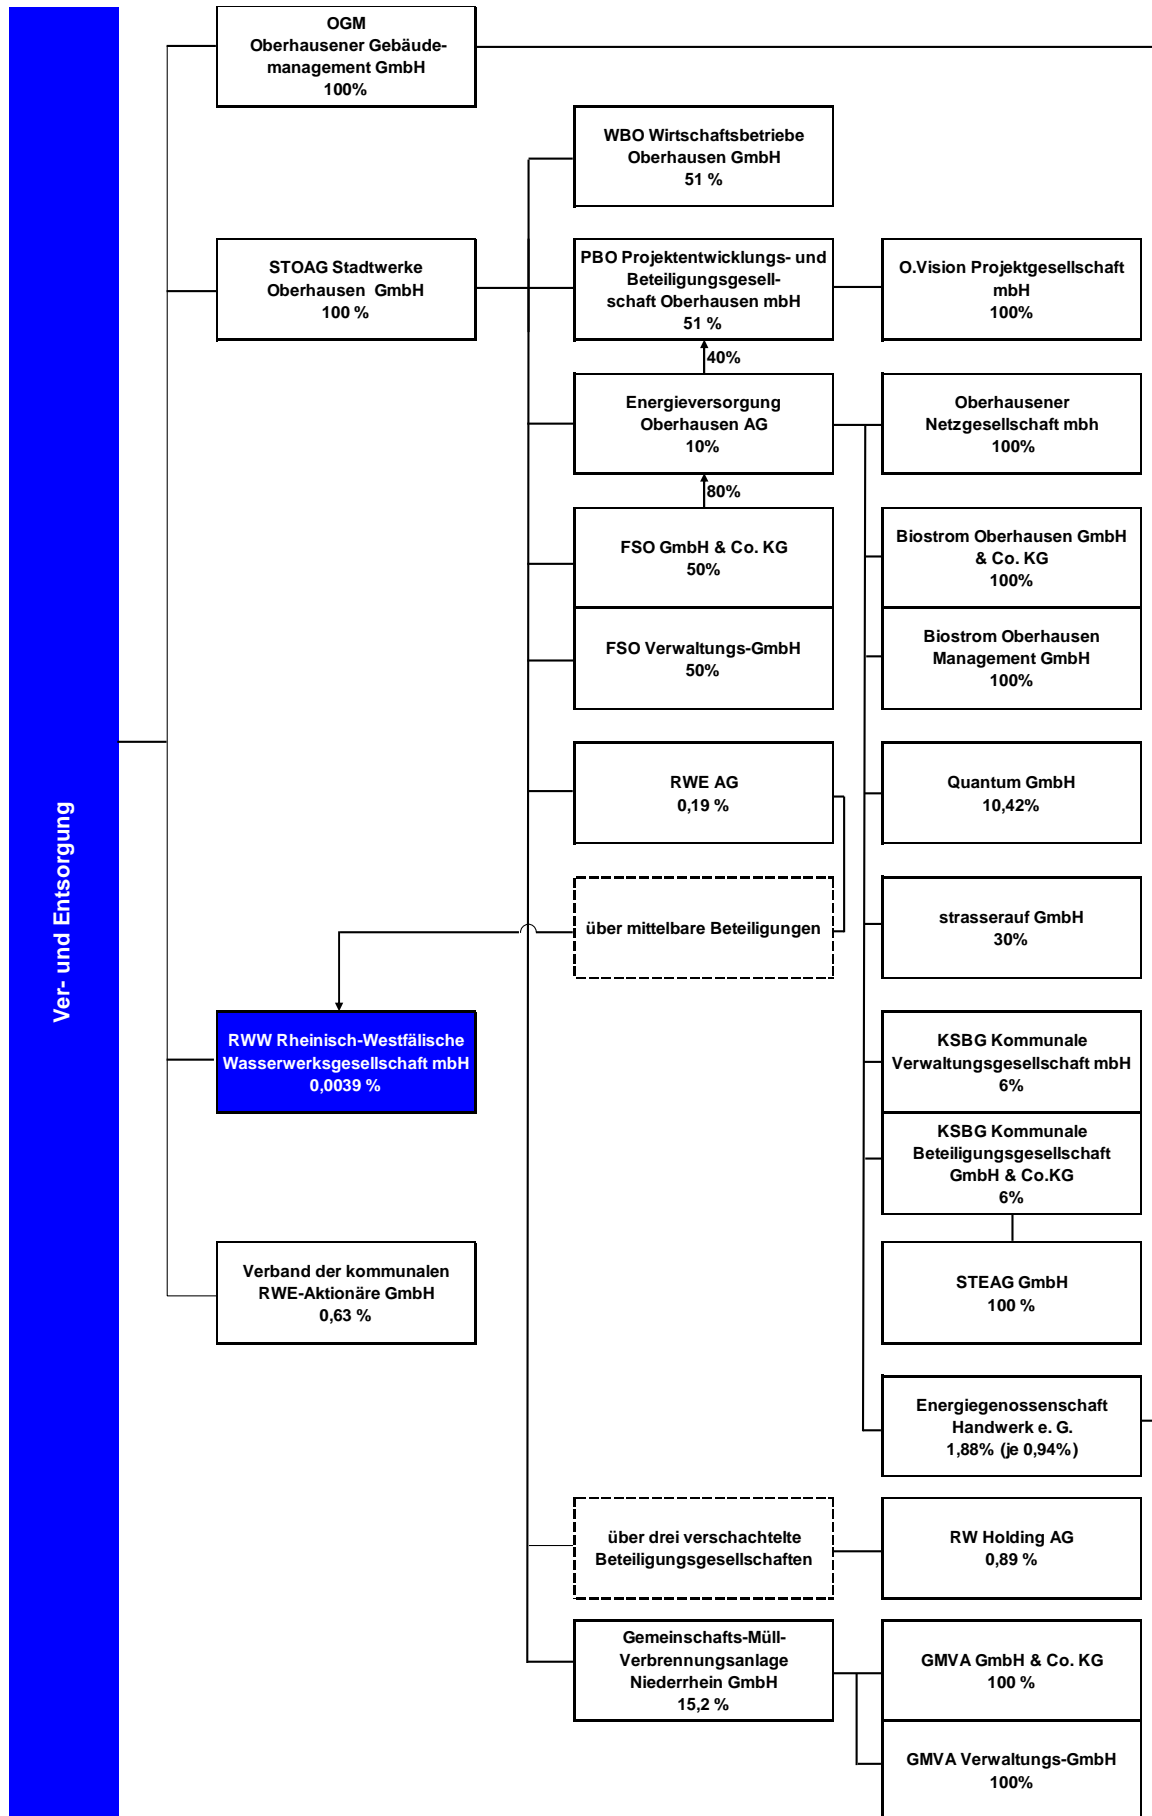 Ver- und Entsorgung
OGM
Oberhausener Gebäude-
management GmbH
100%
STOAG Stadtwerke
Oberhausen GmbH
100 %
RWW Rheinisch-Westfälische
Wasserwerksgesellschaft mbH
0,0039 %
Verband der kommunalen
RWE-Aktionäre GmbH
0,63 %
WBO Wirtschaftsbetriebe
Oberhausen GmbH
51 %
PBO Projektentwicklungs- und
Beteiligungsgesell-
schaft Oberhausen mbH
51 %
40%
Energieversorgung
Oberhausen AG
10%
80%
FSO GmbH & Co. KG
50%
FSO Verwaltungs-GmbH
50%
RWE AG
0,19 %
über mittelbare Beteiligungen
über drei verschachtelte
Beteiligungsgesellschaften
Gemeinschafts-Müll-
Verbrennungsanlage
Niederrhein GmbH
15,2 %
O.Vision Projektgesellschaft
mbH
100%
Oberhausener
Netzgesellschaft mbh
100%
Biostrom Oberhausen GmbH
& Co. KG
100%
Biostrom Oberhausen
Management GmbH
100%
Quantum GmbH
10,42%
strasserauf GmbH
30%
KSBG Kommunale
Verwaltungsgesellschaft mbH
6%
KSBG Kommunale
Beteiligungsgesellschaft
GmbH & Co.KG
6%
STEAG GmbH
100 %
Energiegenossenschaft
Handwerk e. G.
1,88% (je 0,94%)
RW Holding AG
0,89 %
GMVA GmbH & Co. KG
100 %
GMVA Verwaltungs-GmbH
100%